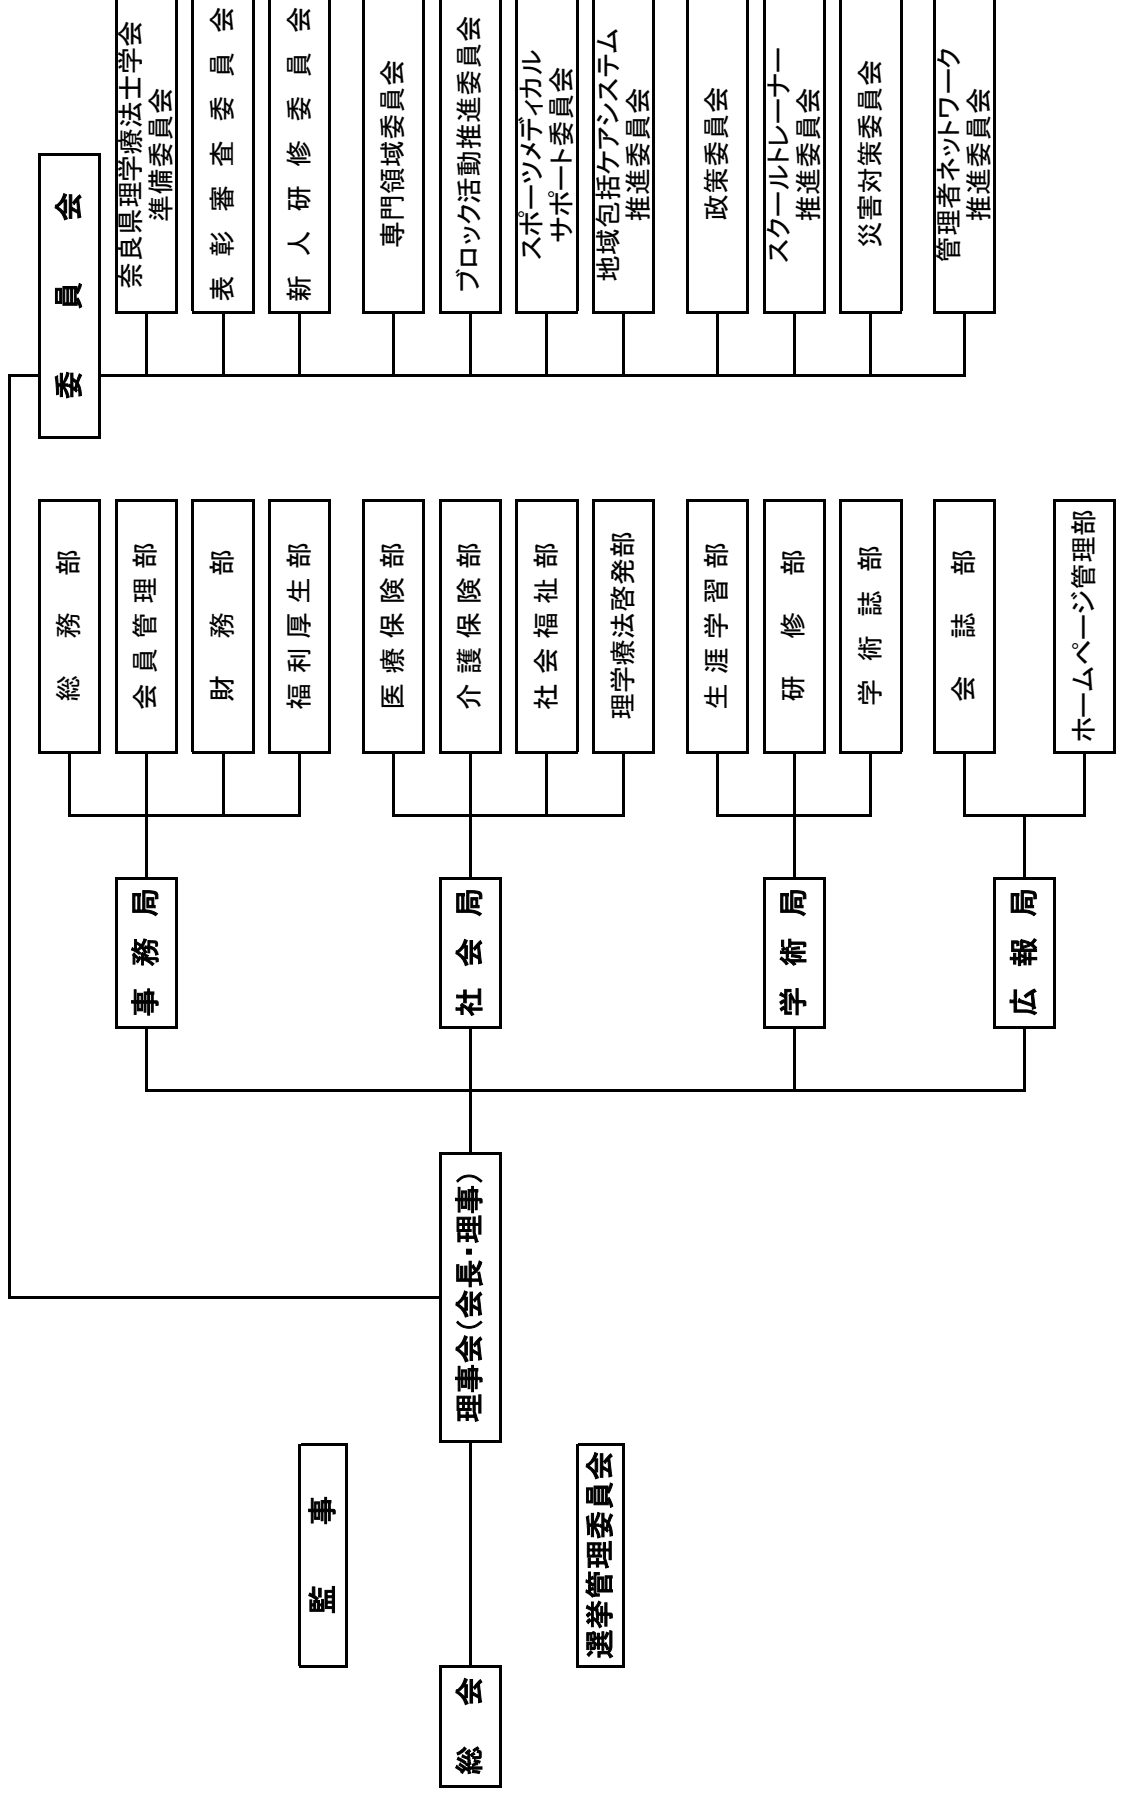 総会
監事
選挙管理委員会
理事会(会長・理事)
事務局
社会局
学術局
広報局
総務部
会員管理部
財務部
福利厚生部
医療保険部
介護保険部
社会福祉部
理学療法啓発部
生涯学習部
研修部
学術誌部
会誌部
ホームページ管理部
委員会
奈良県理学療法士学会
準備委員会
表彰審査委員会
新人研修委員会
専門領域委員会
ブロック活動推進委員会
スポーツメディカル
サポート委員会
地域包括ケアシステム
推進委員会
政策委員会
スクールトレーナー
推進委員会
災害対策委員会
管理者ネットワーク
推進委員会